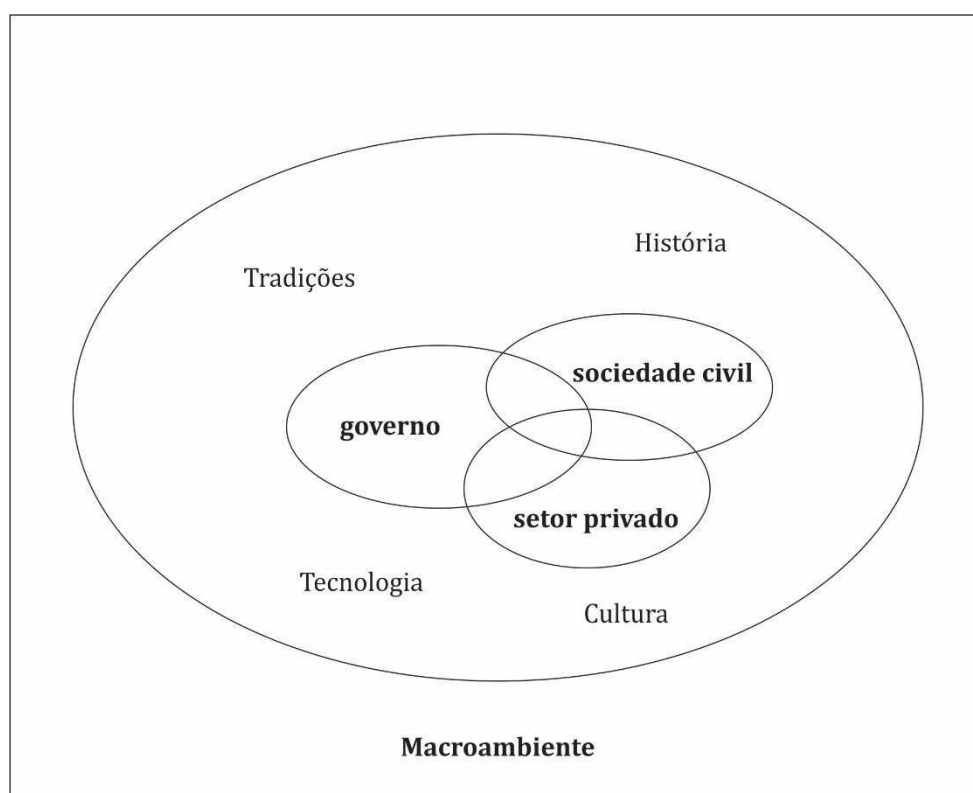 História
Tradições
sociedade civil
governo
setor privado
Tecnologia
Cultura
Macroambiente